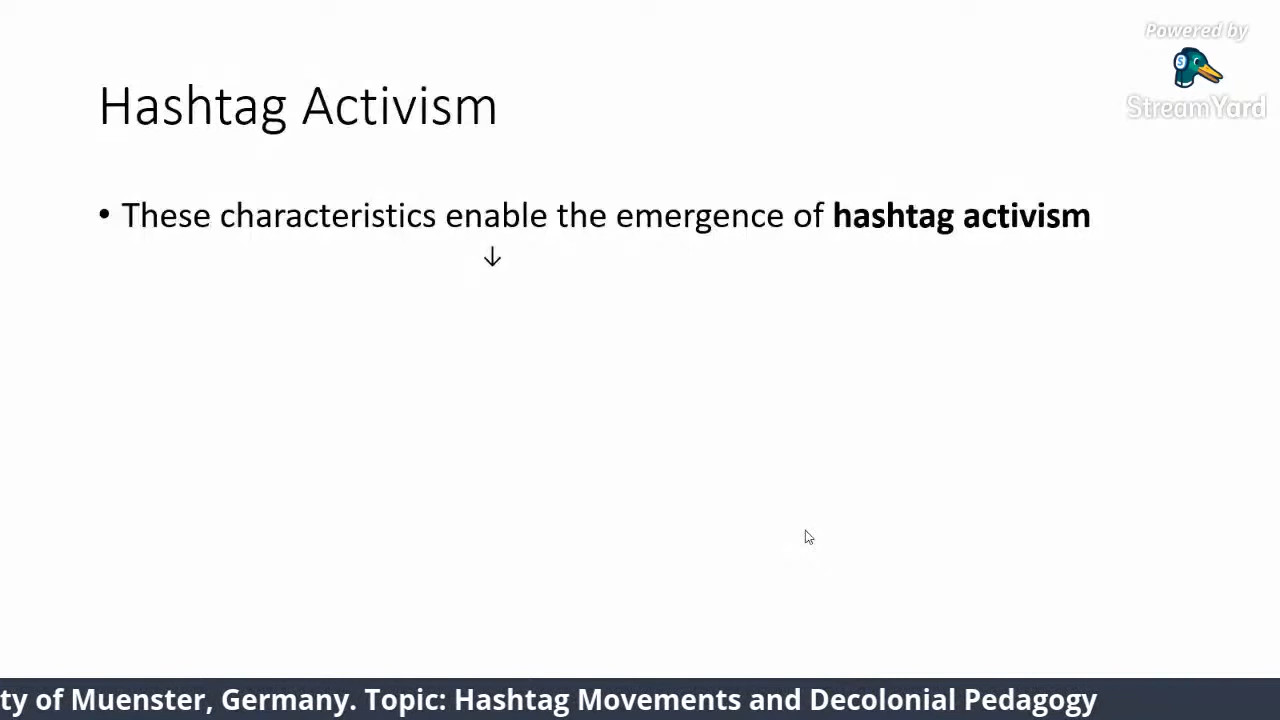 Powered by
StreamYard
Hashtag Activism
• These characteristics enable the emergence of hashtag activism
↓
ty of Muenster, Germany. Topic: Hashtag Movements and Decolonial Pedagogy